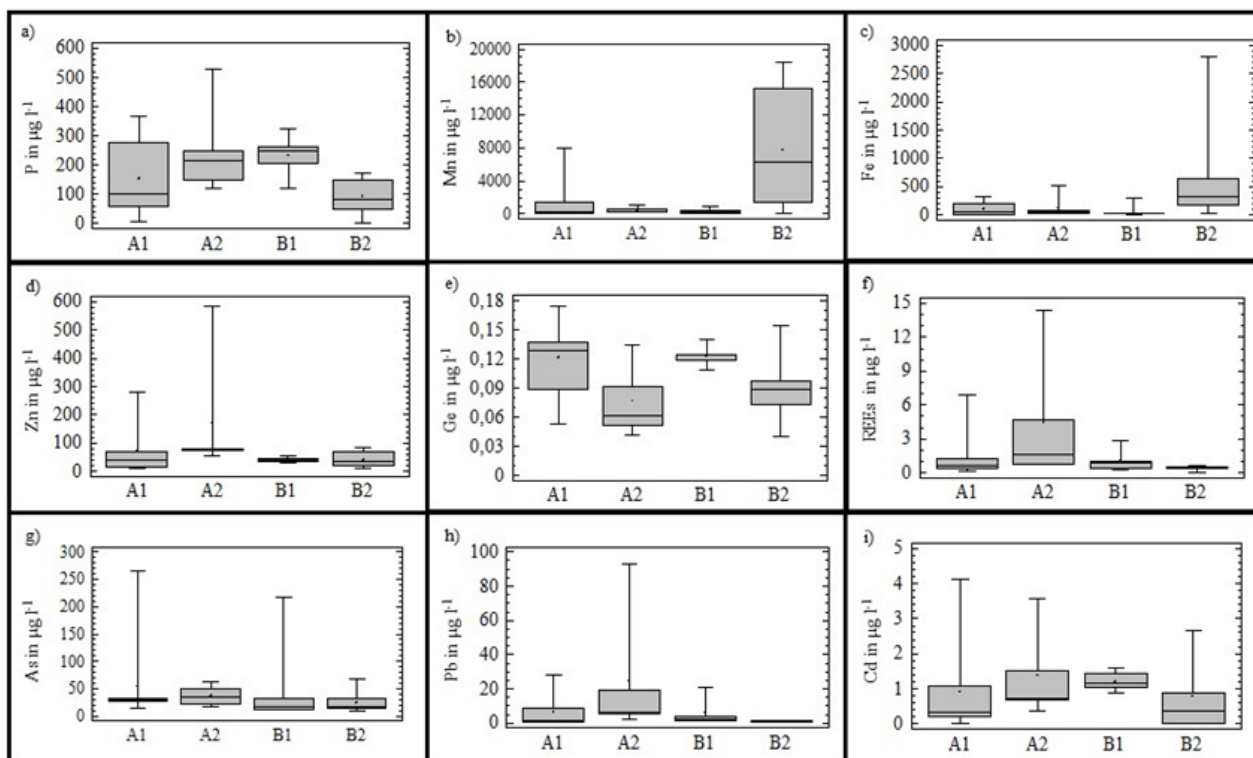 a)
P in µg l⁻¹
600
500
400
300
200
100
0
A1 A2 B1 B2
b)
Mn in µg l⁻¹
20000
16000
12000
8000
4000
0
A1 A2 B1 B2
c)
Fe in µg l⁻¹
3000
2500
2000
1500
1000
500
0
A1 A2 B1 B2
d)
Zn in µg l⁻¹
600
500
400
300
200
100
0
A1 A2 B1 B2
e)
Ge in µg l⁻¹
0,18
0,15
0,12
0,09
0,06
0,03
0
A1 A2 B1 B2
f)
REEs in µg l⁻¹
15
12
9
6
3
0
A1 A2 B1 B2
g)
As in µg l⁻¹
300
250
200
150
100
50
0
A1 A2 B1 B2
h)
Pb in µg l⁻¹
100
80
60
40
20
0
A1 A2 B1 B2
i)
Cd in µg l⁻¹
5
4
3
2
1
0
A1 A2 B1 B2